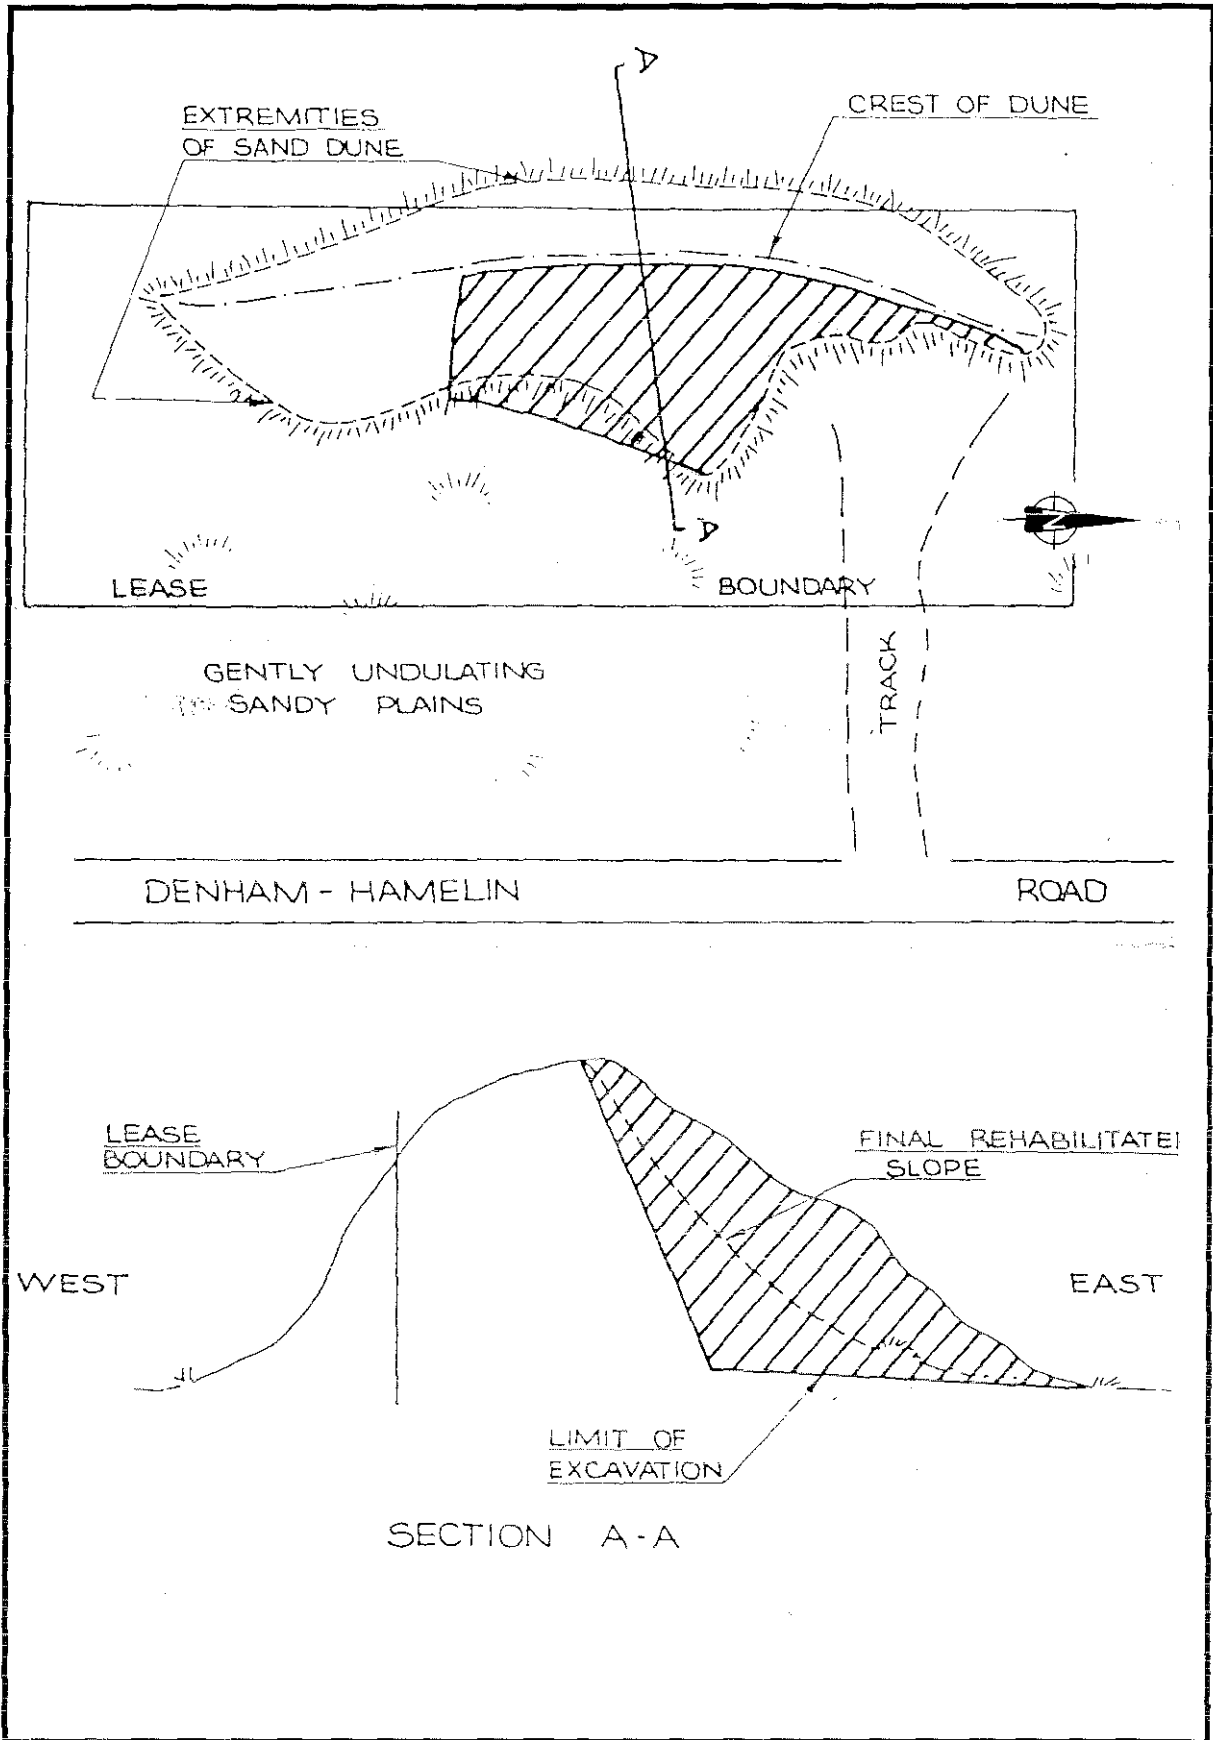 A
EXTREMITIES
OF SAND DUNE
CREST OF DUNE
A
N
LEASE BOUNDARY
GENTLY UNDULATING
SANDY PLAINS
TRACK
DENHAM - HAMELIN ROAD
LEASE
BOUNDARY
FINAL REHABILITATE
SLOPE
WEST
EAST
LIMIT OF
EXCAVATION
SECTION A-A